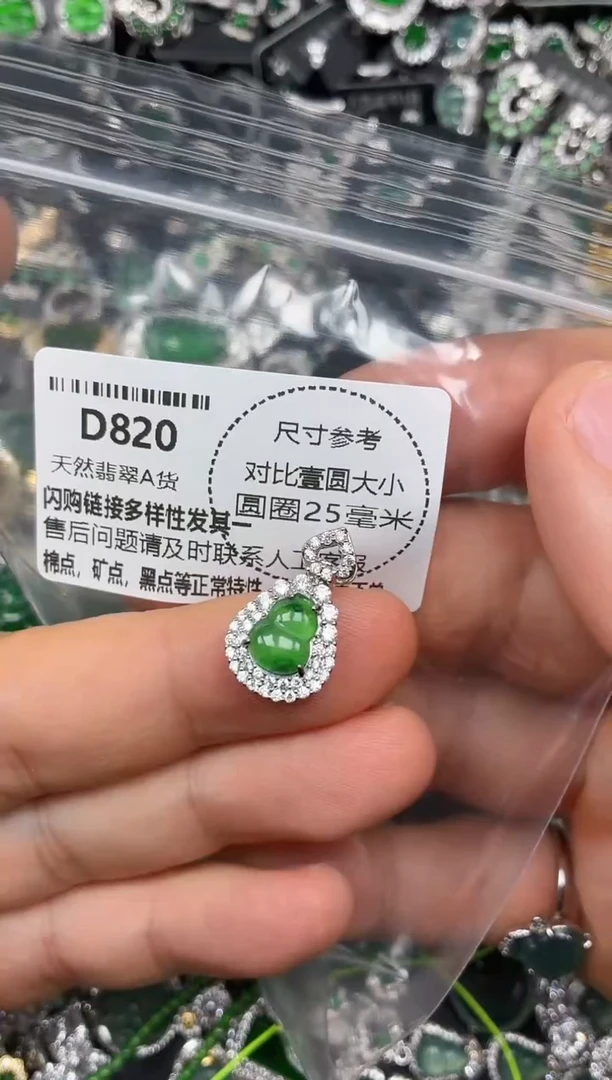 D820
天然翡翠A货
闪购链接多样性发其一
售后问题请及时联系人工客服
棉点，矿点，黑点等正常特性
尺寸参考
对比壹圆大小
圆圈25毫米